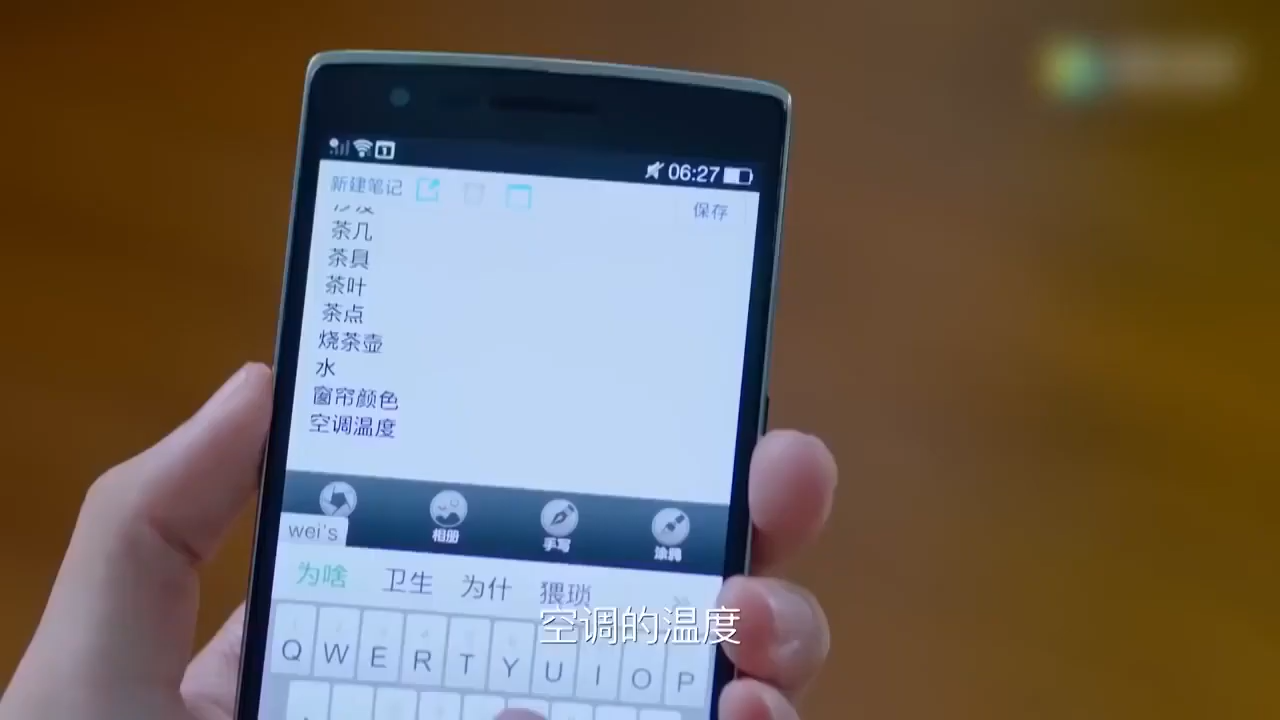 06:27
新建笔记
保存
茶几
茶具
茶叶
茶点
烧茶壶
水
窗帘颜色
空调温度
相册
手写
涂鸦
wei's
为啥 卫生 为什 猥琐
空调的温度
Q W E R T Y U I O P